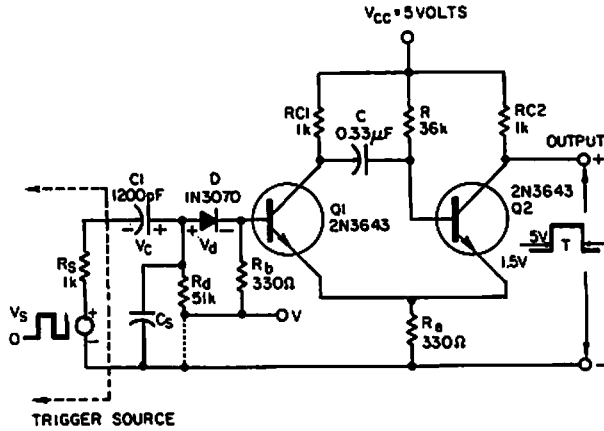 VCC = 5 VOLTS
RC1
1k
C
0.33µF
R
36k
RC2
1k
OUTPUT
+
C1
1200pF
D
1N3070
- +
VC
+ -
Vd
Q1
2N3643
2N3643
Q2
5V
T
1.5V
RS
1k
Rd
51k
Rb
330Ω
CS
V
VS
0
+
-
Re
330Ω
-
TRIGGER SOURCE